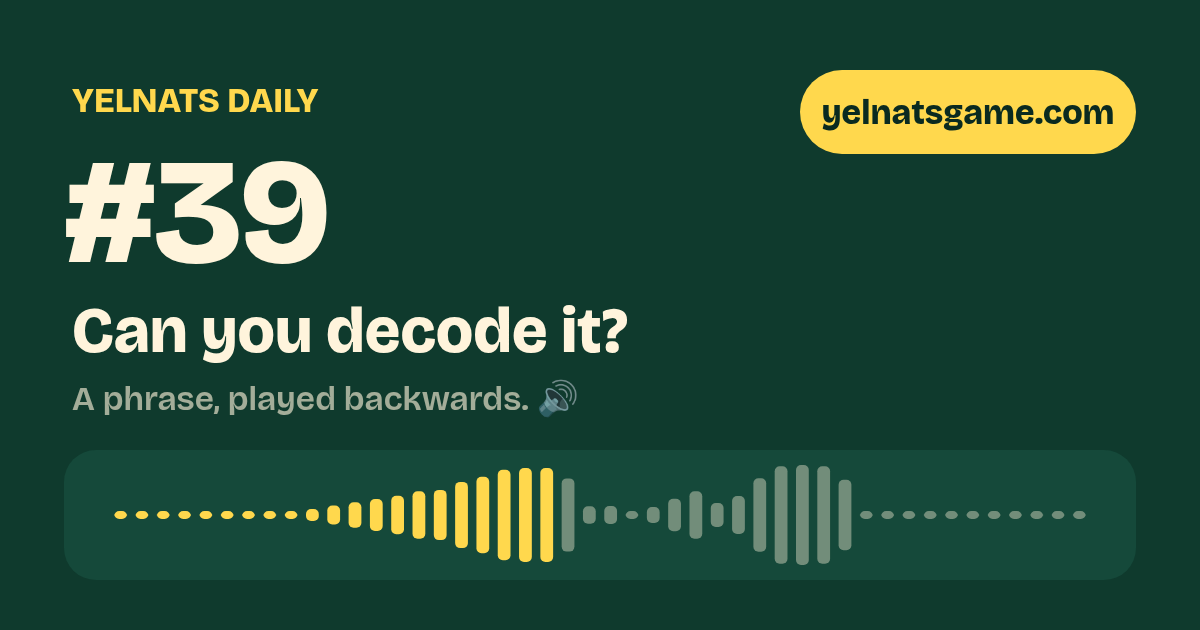 YELNATS DAILY
yelnatsgame.com
#39
Can you decode it?
A phrase, played backwards. 🔊